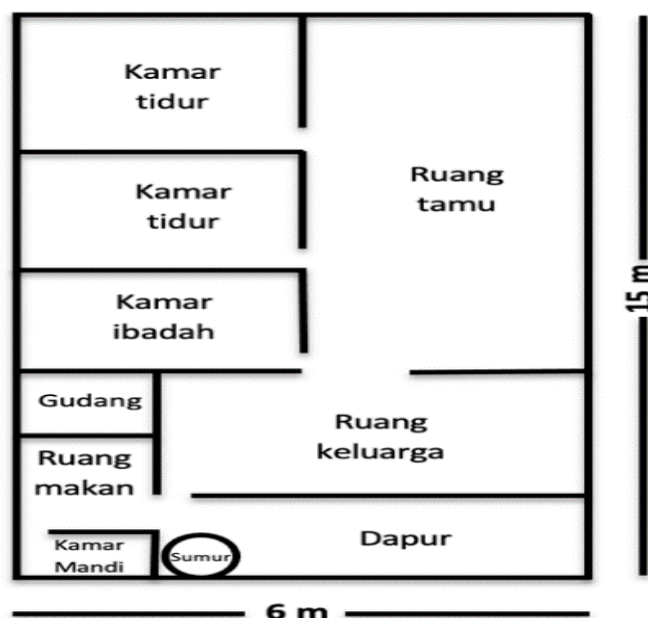 Kamar
tidur
Ruang
tamu
Kamar
tidur
Kamar
ibadah
15 m
Gudang
Ruang
keluarga
Ruang
makan
Dapur
Kamar
Mandi
Sumur
6 m